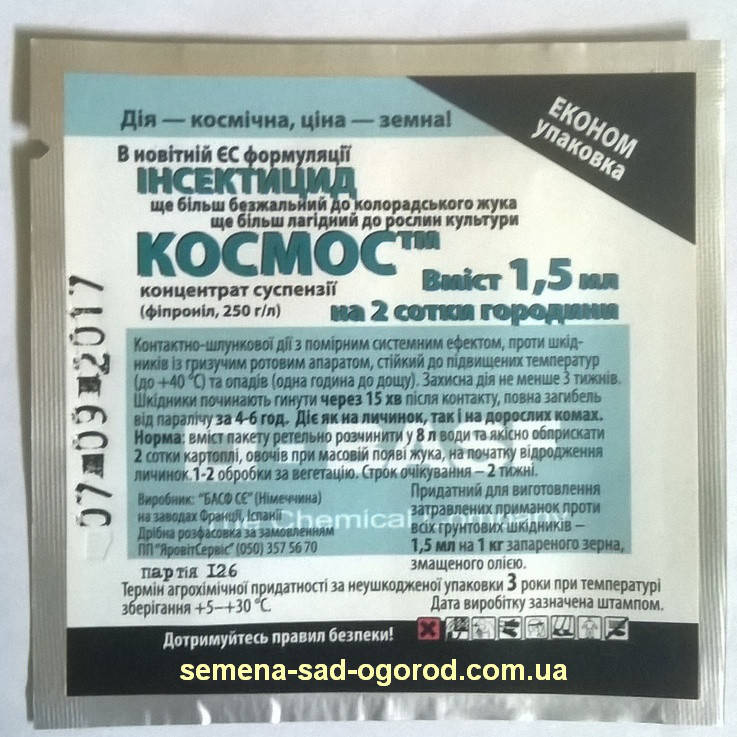 Дія — космічна, ціна — земна!
ЕКОНОМ
упаковка
В новітній ЄС формуляції
ІНСЕКТИЦИД
ще більш безжальний до колорадського жука
ще більш лагідний до рослин культури
КОСМОС™
концентрат суспензії
(фіпроніл, 250 г/л)
Вміст 1,5 мл
на 2 сотки городини
07 09 2017
Контактно-шлункової дії з помірним системним ефектом, проти шкід-
ників із гризучим ротовим апаратом, стійкий до підвищених температур
(до +40 °С) та опадів (одна година до дощу). Захисна дія не менше 3 тижнів.
Шкідники починають гинути через 15 хв після контакту, повна загибель
від паралічу за 4-6 год. Діє як на личинок, так і на дорослих комах.
Норма: вміст пакету ретельно розчинити у 8 л води та якісно обприскати
2 сотки картоплі, овочів при масовій появі жука, на початку відродження
личинок.1-2 обробки за вегетацію. Строк очікування – 2 тижні.
Виробник: "БАСФ СЄ" (Німеччина)
на заводах Франції, Іспанії
Дрібна розфасовка за замовленням
ПП "ЯровітСервіс" (050) 357 56 70
The Chemical Company
Придатний для виготовлення
затравлених приманок проти
всіх ґрунтових шкідників –
1,5 мл на 1 кг запареного зерна,
змащеного олією.
партія I26
Термін агрохімічної придатності за неушкодженої упаковки 3 роки при температурі
зберігання +5–+30 °С.
Дата виробітку зазначена штампом.
Дотримуйтесь правил безпеки!
semena-sad-ogorod.com.ua